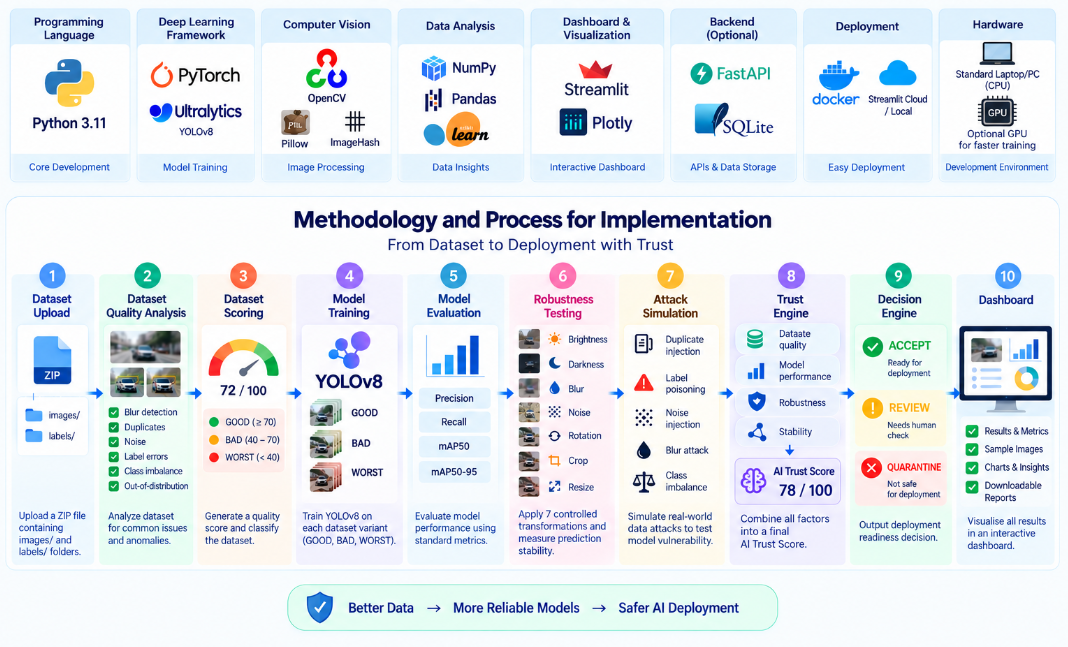 Programming
Language
Python 3.11
Core Development
Deep Learning
Framework
PyTorch
Ultralytics
YOLOv8
Model Training
Computer Vision
OpenCV
PIL
Pillow
ImageHash
Image Processing
Data Analysis
NumPy
Pandas
learn
Data Insights
Dashboard &
Visualization
Streamlit
Plotly
Interactive Dashboard
Backend
(Optional)
FastAPI
SQLite
APIs & Data Storage
Deployment
docker
Streamlit Cloud
/ Local
Easy Deployment
Hardware
Standard Laptop/PC
(CPU)
GPU
Optional GPU
for faster training
Development Environment
Methodology and Process for Implementation
From Dataset to Deployment with Trust
1
Dataset
Upload
ZIP
images/
labels/
Upload a ZIP file
containing
images/ and
labels/ folders.
2
Dataset
Quality Analysis
Blur detection
Duplicates
Noise
Label errors
Class imbalance
Out-of-distribution
Analyze dataset
for common issues
and anomalies.
3
Dataset
Scoring
72 / 100
GOOD (≥ 70)
BAD (40 – 70)
WORST (< 40)
Generate a quality
score and classify
the dataset.
4
Model
Training
YOLOv8
GOOD
BAD
WORST
Train YOLOv8 on
each dataset variant
(GOOD, BAD, WORST).
5
Model
Evaluation
Precision
Recall
mAP50
mAP50-95
Evaluate model
performance using
standard metrics.
6
Robustness
Testing
Brightness
Darkness
Blur
Noise
Rotation
Crop
Resize
Apply 7 controlled
transformations and
measure prediction
stability.
7
Attack
Simulation
Duplicate
injection
Label
poisoning
Noise
injection
Blur attack
Class
imbalance
Simulate real-world
data attacks to test
model vulnerability.
8
Trust
Engine
Dataate
quality
Model
performance
Robustness
Stability
AI Trust Score
78 / 100
Combine all factors
into a final
AI Trust Score.
9
Decision
Engine
ACCEPT
Ready for
deployment
REVIEW
Needs human
check
QUARANTINE
Not safe
for deployment
Output deployment
readiness decision.
10
Dashboard
Results & Metrics
Sample Images
Charts & Insights
Downloadable
Reports
Visualise all results
in an interactive
dashboard.
Better Data → More Reliable Models → Safer AI Deployment